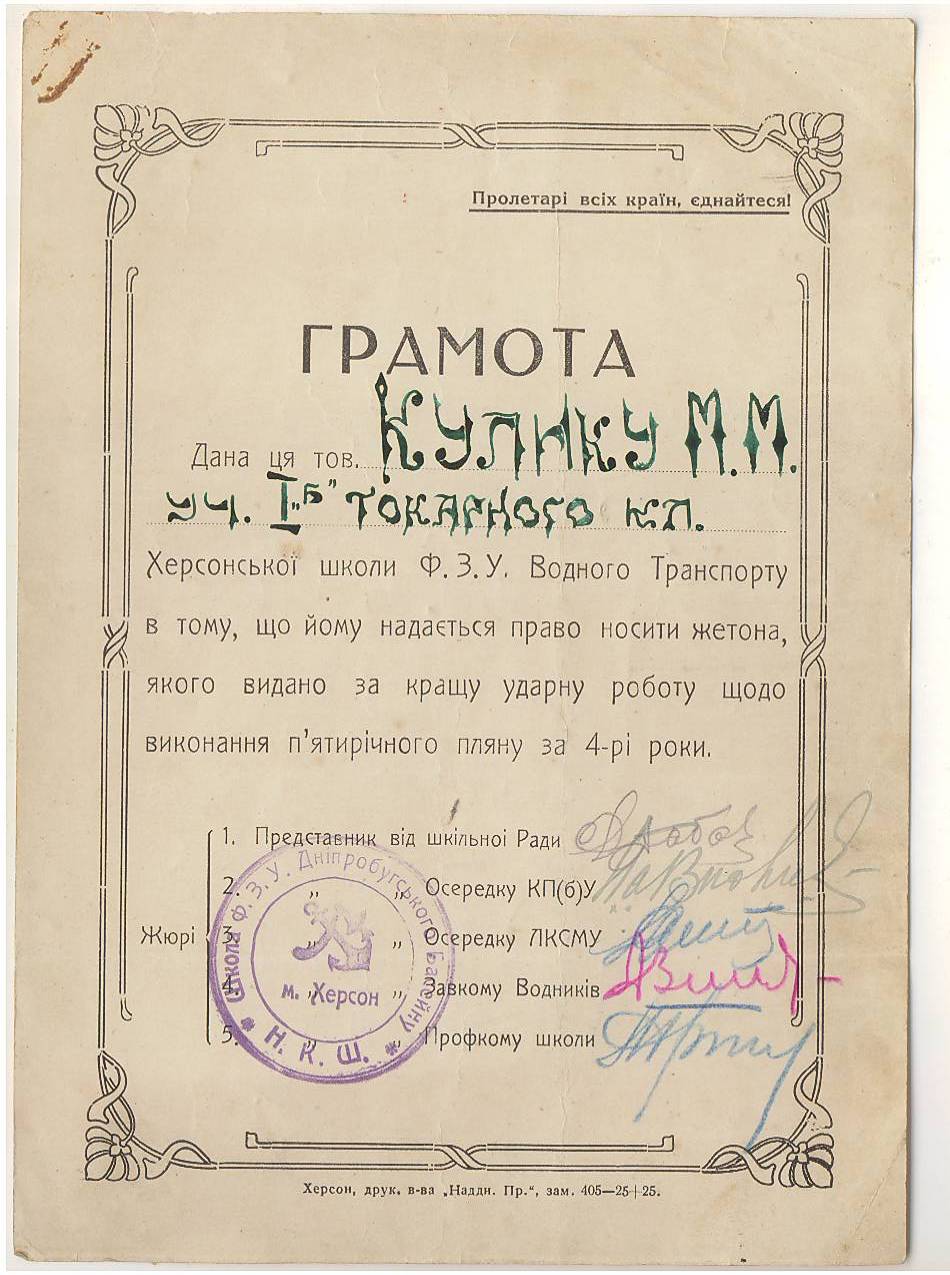 Пролетарі всіх країн, єднайтеся!
ГРАМОТА
Дана ця тов. КУЛИКУ М.М.
уч. I „Б" токарного кл.
Херсонської школи Ф. З. У. Водного Транспорту
в тому, що йому надається право носити жетона,
якого видано за кращу ударну роботу щодо
виконання п'ятирічного пляну за 4-рі роки.
Жюрі
1. Представник від шкільної Ради
2. „ „ Осередку КП(б)У
3. „ „ Осередку ЛКСМУ
4. „ „ Завкому Водників
5. „ „ Профкому школи
Школа Ф. З. У. Дніпробугського Басейну
м. Херсон
* Н. К. Ш. *
Херсон, друк. в-ва „Наддн. Пр.", зам. 405—25 | 25.